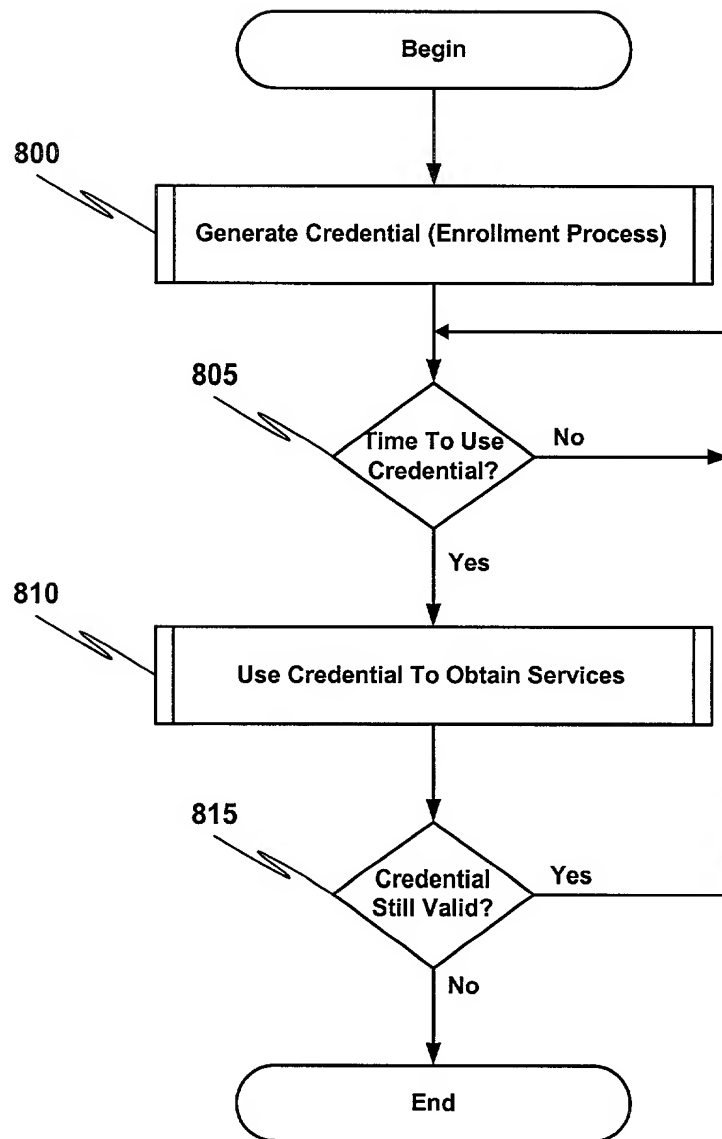 Begin
800
Generate Credential (Enrollment Process)
805
Time To Use
Credential?
No
Yes
810
Use Credential To Obtain Services
815
Credential
Still Valid?
Yes
No
End